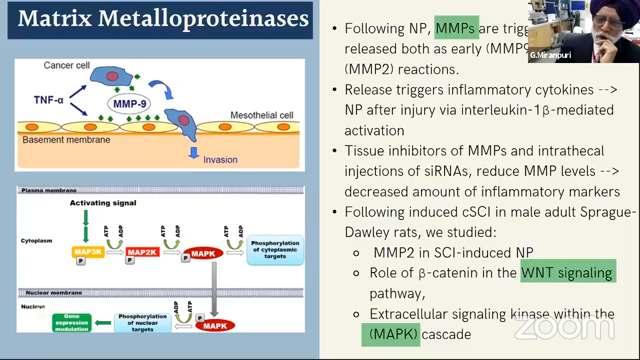 Matrix Metalloproteinases
Cancer cell
TNF-α
MMP-9
Mesothelial cell
Basement membrane
Invasion
Plasma membrane
Activating signal
Cytoplasm
ATP
ADP
ATP
ADP
ATP
ADP
MAP3K
MAP2K
MAPK
P
P
P
Phosphorylation
of cytoplasmic
targets
Nuclear membrane
Nucleus
ADP
ATP
Gene
expression
modulation
Phosphorylation
of nuclear targets
P
MAPK
• Following NP, MMPs are
released both as early (MMP9
(MMP2) reactions.
• Release triggers inflammatory cytokines -->
NP after injury via interleukin-1β-mediated
activation
• Tissue inhibitors of MMPs and intrathecal
injections of siRNAs, reduce MMP levels -->
decreased amount of inflammatory markers
• Following induced cSCI in male adult Sprague-
Dawley rats, we studied:
MMP2 in SCI-induced NP
Role of β-catenin in the WNT signaling
pathway,
Extracellular signaling kinase within the
(MAPK) cascade
G.Miranpuri
zoom